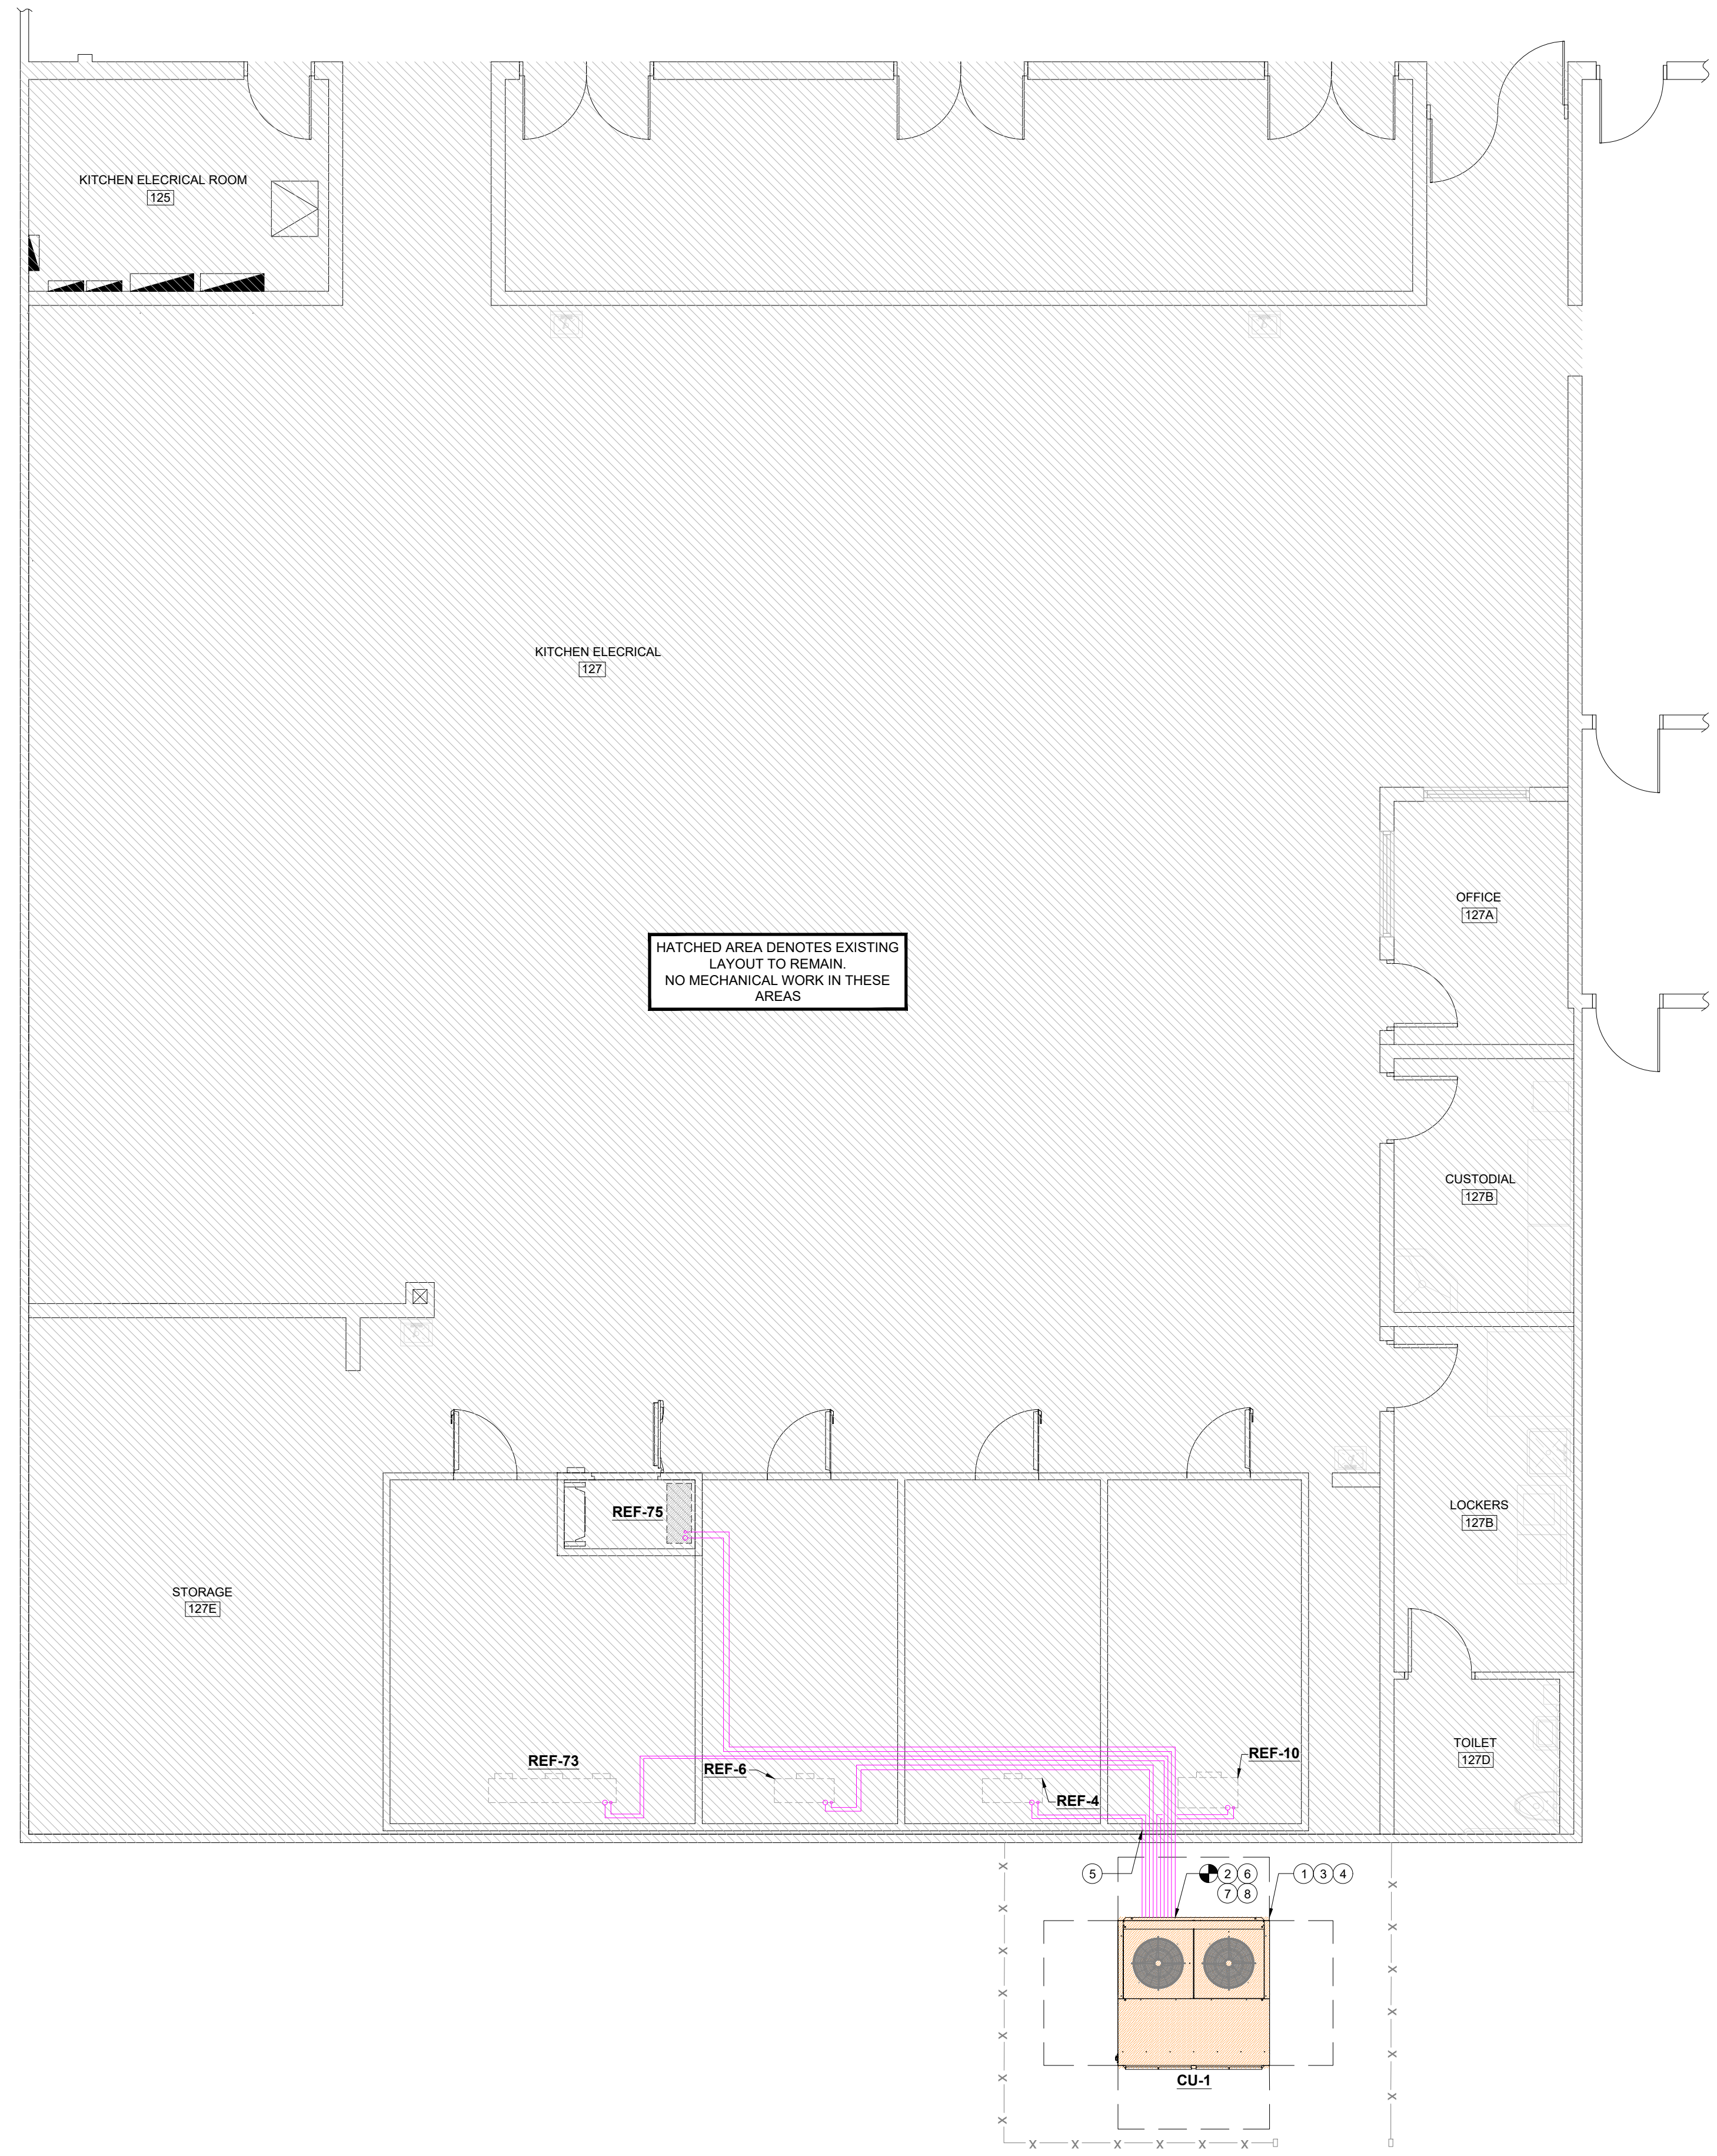 KITCHEN ELECRICAL ROOM
125
KITCHEN ELECRICAL
127
OFFICE
127A
HATCHED AREA DENOTES EXISTING
LAYOUT TO REMAIN.
NO MECHANICAL WORK IN THESE
AREAS
CUSTODIAL
127B
REF-75
LOCKERS
127B
STORAGE
127E
TOILET
127D
REF-73
REF-6
REF-4
REF-10
5
2 6
7 8
1 3 4
CU-1
X
X
X
X
X
X
X
X
X
X
X
X
X
X X X X X X